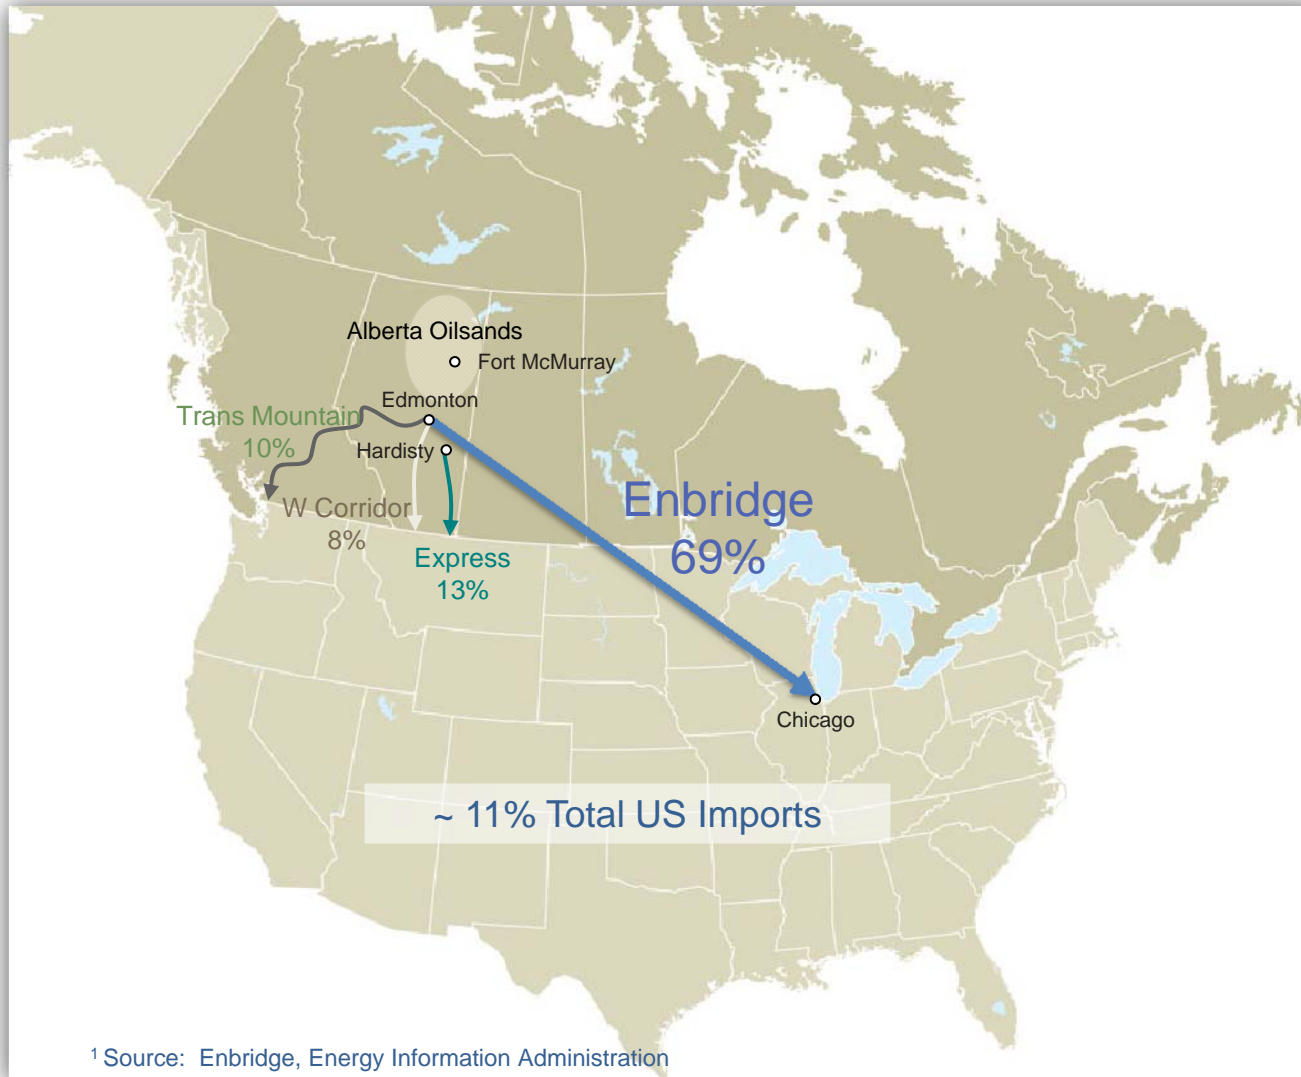 Alberta Oilsands
Fort McMurray
Edmonton
Trans Mountain
10%
Hardisty
W Corridor
8%
Enbridge
69%
Express
13%
Chicago
~ 11% Total US Imports
1 Source: Enbridge, Energy Information Administration